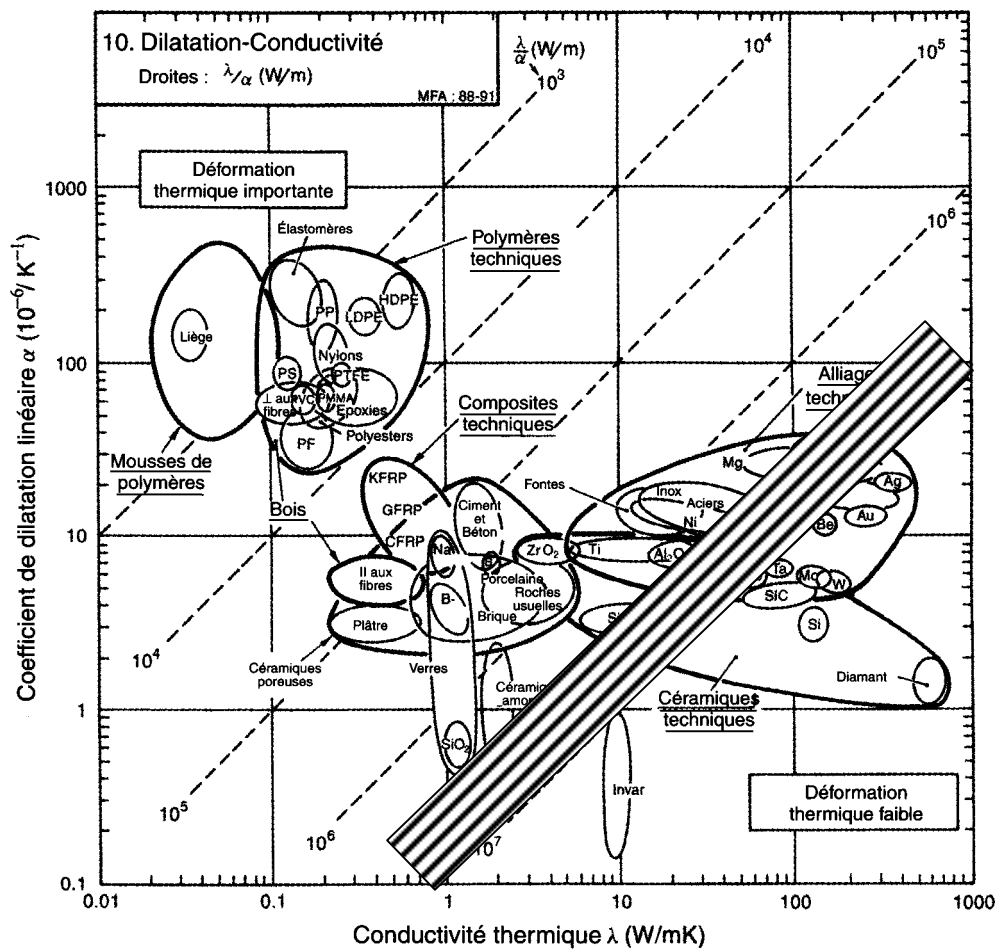 10. Dilatation-Conductivité
Droites : λ/α (W/m)
MFA : 88-91
λ/α (W/m)
10³
10⁴
10⁵
10⁶
Déformation
thermique importante
Élastomères
Polymères
techniques
HDPE
PP
LDPE
Liège
Nylons
PS
PTFE
⊥ aux
fibres
PMMA
Epoxies
PF
Polyesters
Mousses de
polymères
Bois
Composites
techniques
KFRP
GFRP
CFRP
Ciment
et
Béton
Na
ZrO₂
II aux
fibres
B-
Porcelaine
Roches
usuelles
Brique
Plâtre
Céramiques
poreuses
Verres
SiO₂
Mg
Fontes
Inox
Aciers
Ni
Ti
Ag
Au
Be
Ta
Mo
W
SiC
Si
Diamant
Céramiques
techniques
Invar
Déformation
thermique faible
10⁴
10⁵
10⁶
10⁷
Coefficient de dilatation linéaire α (10⁻⁶/ K⁻¹)
1000
100
10
1
0.1
0.01
0.1
1
10
100
1000
Conductivité thermique λ (W/mK)